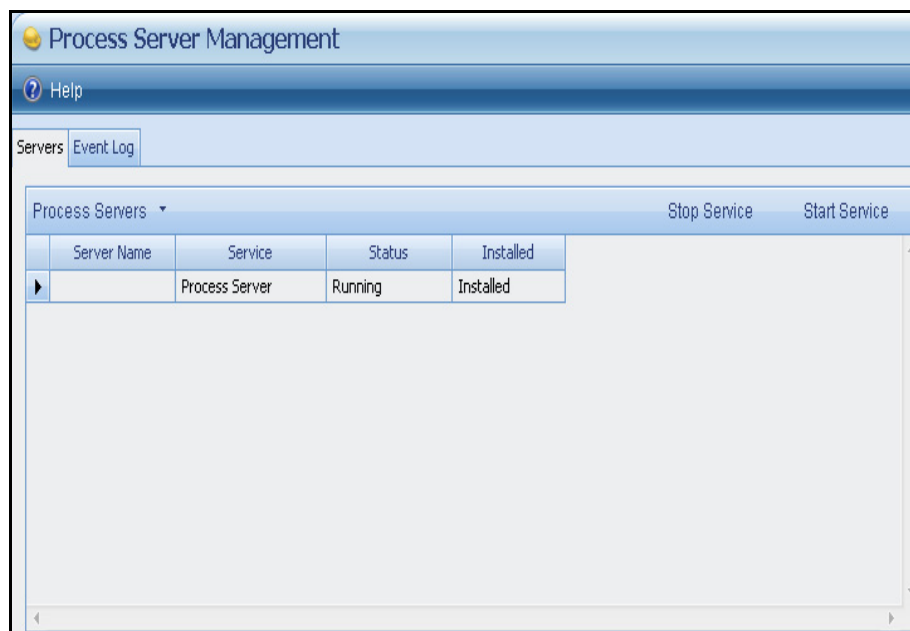 Process Server Management
? Help
Servers Event Log
Process Servers Stop Service Start Service
Server Name Service Status Installed
Process Server Running Installed